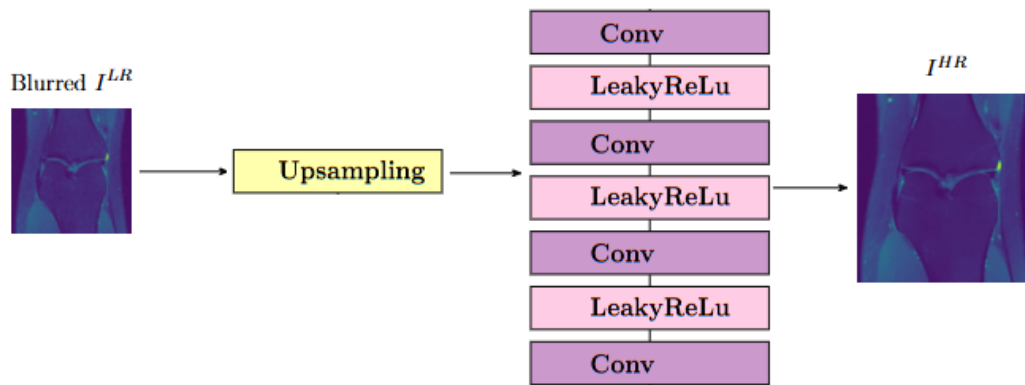 Blurred I^{LR}
Upsampling
Conv
LeakyReLu
Conv
LeakyReLu
Conv
LeakyReLu
Conv
I^{HR}